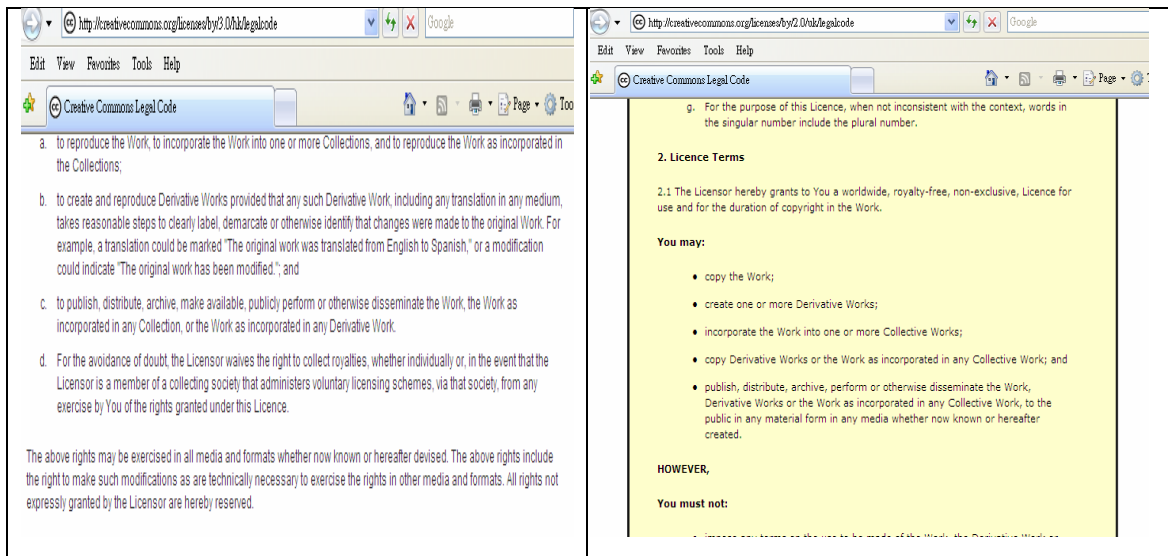 http://creativecommons.org/licenses/by/3.0/hk/legalcode
Google
Edit View Favorites Tools Help
Creative Commons Legal Code
Page
Too
a. to reproduce the Work, to incorporate the Work into one or more Collections, and to reproduce the Work as incorporated in
the Collections;
b. to create and reproduce Derivative Works provided that any such Derivative Work, including any translation in any medium,
takes reasonable steps to clearly label, demarcate or otherwise identify that changes were made to the original Work. For
example, a translation could be marked "The original work was translated from English to Spanish," or a modification
could indicate "The original work has been modified."; and
c. to publish, distribute, archive, make available, publicly perform or otherwise disseminate the Work, the Work as
incorporated in any Collection, or the Work as incorporated in any Derivative Work.
d. For the avoidance of doubt, the Licensor waives the right to collect royalties, whether individually or, in the event that the
Licensor is a member of a collecting society that administers voluntary licensing schemes, via that society, from any
exercise by You of the rights granted under this Licence.
The above rights may be exercised in all media and formats whether now known or hereafter devised. The above rights include
the right to make such modifications as are technically necessary to exercise the rights in other media and formats. All rights not
expressly granted by the Licensor are hereby reserved.
http://creativecommons.org/licenses/by/2.0/uk/legalcode
Google
Edit View Favorites Tools Help
Creative Commons Legal Code
Page
g. For the purpose of this Licence, when not inconsistent with the context, words in
the singular number include the plural number.
2. Licence Terms
2.1 The Licensor hereby grants to You a worldwide, royalty-free, non-exclusive, Licence for
use and for the duration of copyright in the Work.
You may:
• copy the Work;
• create one or more Derivative Works;
• incorporate the Work into one or more Collective Works;
• copy Derivative Works or the Work as incorporated in any Collective Work; and
• publish, distribute, archive, perform or otherwise disseminate the Work,
Derivative Works or the Work as incorporated in any Collective Work, to the
public in any material form in any media whether now known or hereafter
created.
HOWEVER,
You must not:
• impose any terms on the use to be made of the Work, the Derivative Work or